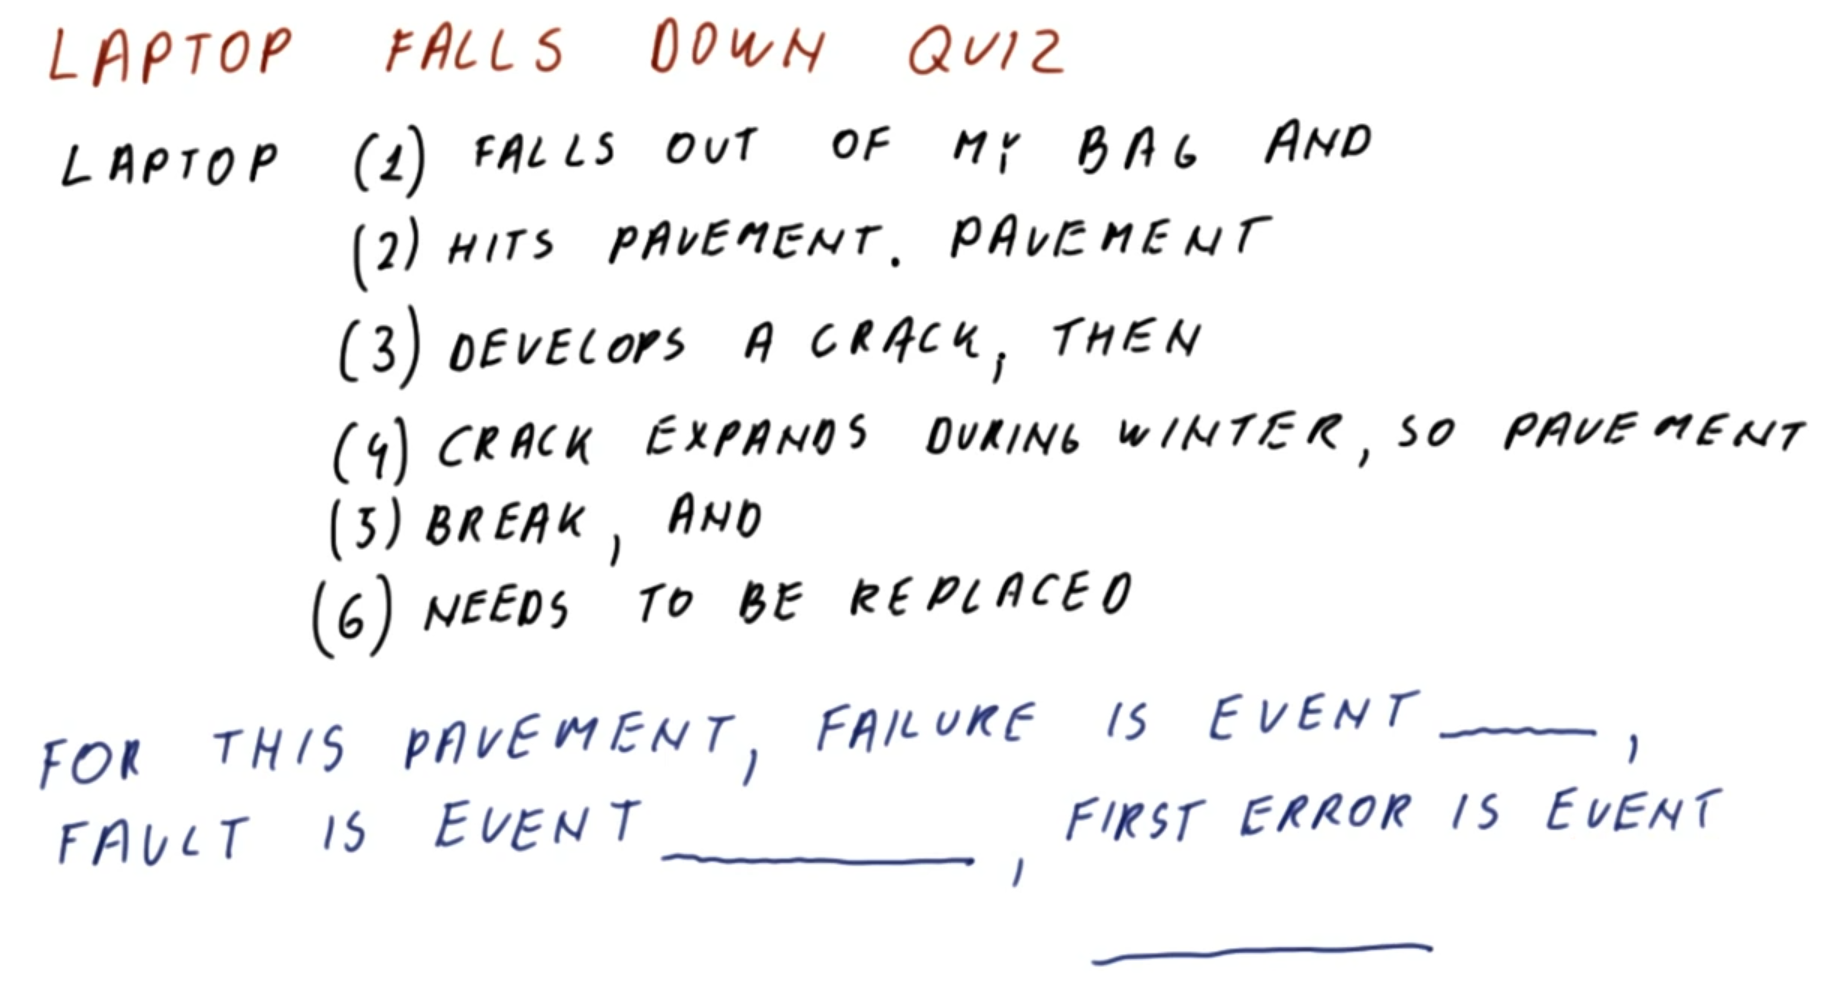 LAPTOP FALLS DOWN QUIZ
LAPTOP (1) FALLS OUT OF MY BAG AND
(2) HITS PAVEMENT. PAVEMENT
(3) DEVELOPS A CRACK, THEN
(4) CRACK EXPANDS DURING WINTER, SO PAVEMENT
(5) BREAK, AND
(6) NEEDS TO BE REPLACED
FOR THIS PAVEMENT, FAILURE IS EVENT ____,
FAULT IS EVENT ________, FIRST ERROR IS EVENT
________